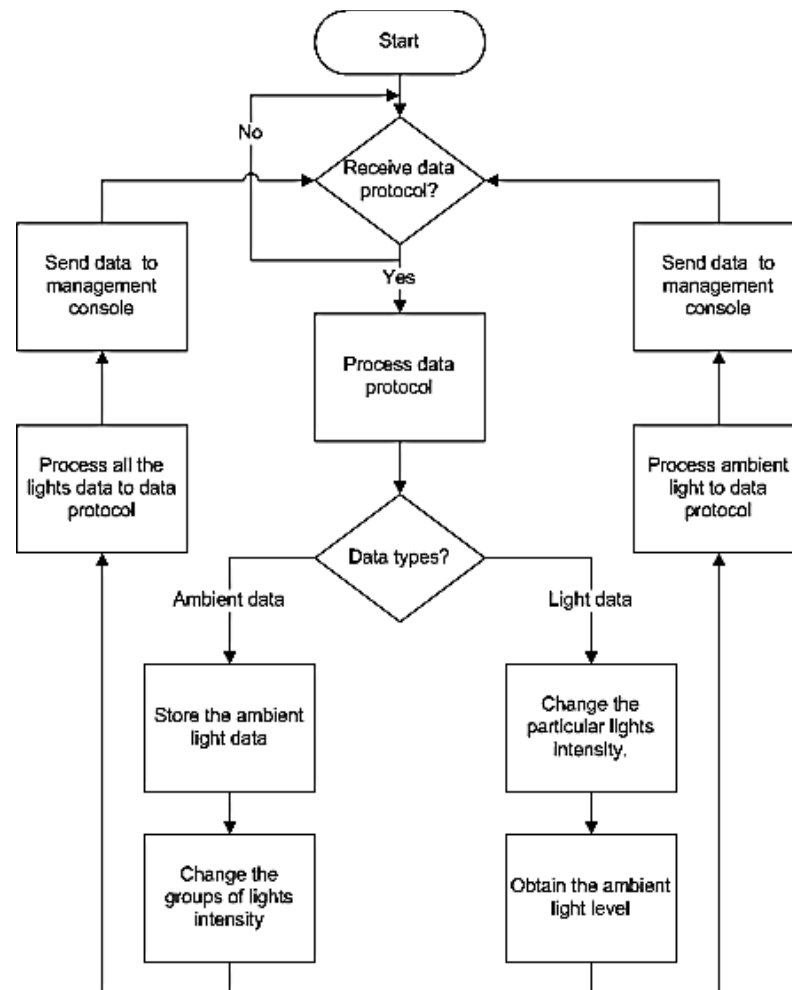 Start
No
Receive data
protocol?
Send data to
management
console
Send data to
management
console
Yes
Process data
protocol
Process all the
lights data to data
protocol
Process ambient
light to data
protocol
Data types?
Ambient data
Light data
Store the ambient
light data
Change the
particular lights
intensity.
Change the
groups of lights
intensity
Obtain the ambient
light level